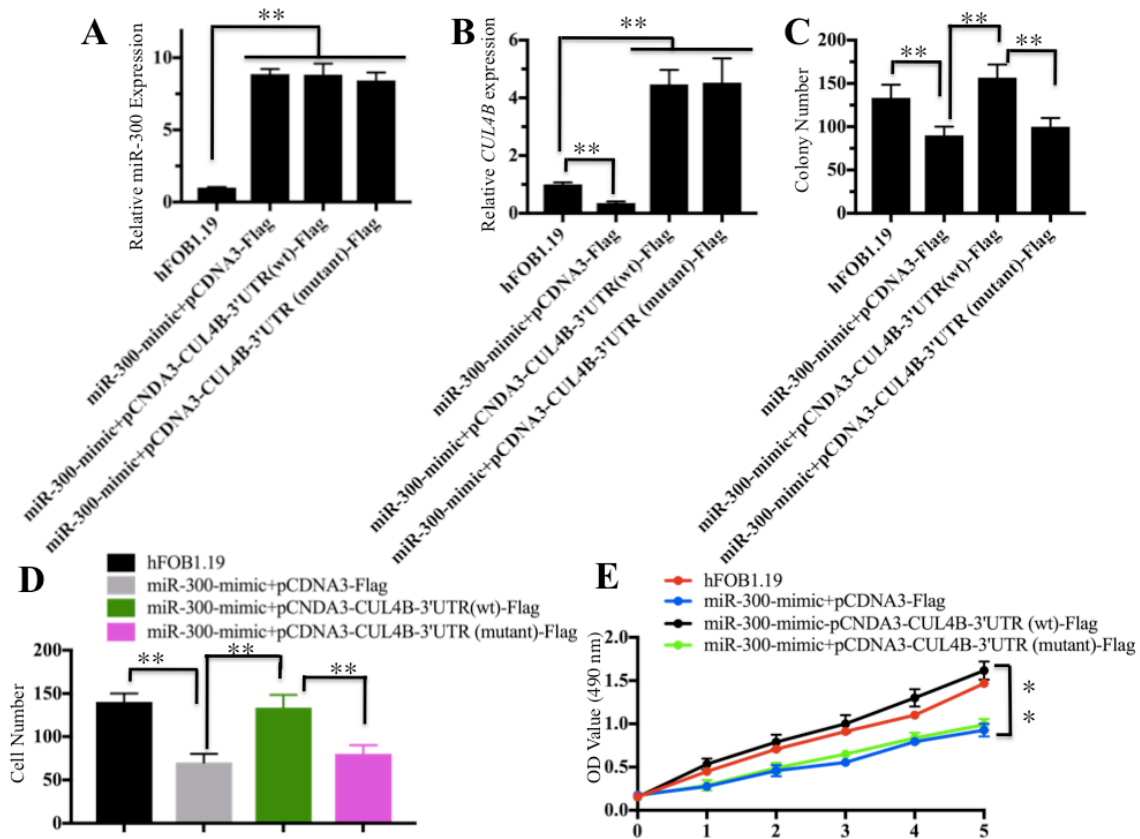 A
**
Relative miR-300 Expression
10
5
0
hFOB1.19
miR-300-mimic+pCDNA3-Flag
miR-300-mimic+pCNDA3-CUL4B-3'UTR(wt)-Flag
miR-300-mimic+pCDNA3-CUL4B-3'UTR (mutant)-Flag
B
**
**
Relative CUL4B expression
6
4
2
0
hFOB1.19
miR-300-mimic+pCDNA3-Flag
miR-300-mimic+pCNDA3-CUL4B-3'UTR(wt)-Flag
miR-300-mimic+pCDNA3-CUL4B-3'UTR (mutant)-Flag
C
**
**
**
Colony Number
200
150
100
50
0
hFOB1.19
miR-300-mimic+pCDNA3-Flag
miR-300-mimic+pCNDA3-CUL4B-3'UTR(wt)-Flag
miR-300-mimic+pCDNA3-CUL4B-3'UTR (mutant)-Flag
D
hFOB1.19
miR-300-mimic+pCDNA3-Flag
miR-300-mimic+pCNDA3-CUL4B-3'UTR(wt)-Flag
miR-300-mimic+pCDNA3-CUL4B-3'UTR (mutant)-Flag
**
**
**
Cell Number
200
150
100
50
0
E
hFOB1.19
miR-300-mimic+pCDNA3-Flag
miR-300-mimic-pCNDA3-CUL4B-3'UTR (wt)-Flag
miR-300-mimic+pCDNA3-CUL4B-3'UTR (mutant)-Flag
OD Value (490 nm)
2.0
1.5
1.0
0.5
0.0
*
*
0 1 2 3 4 5